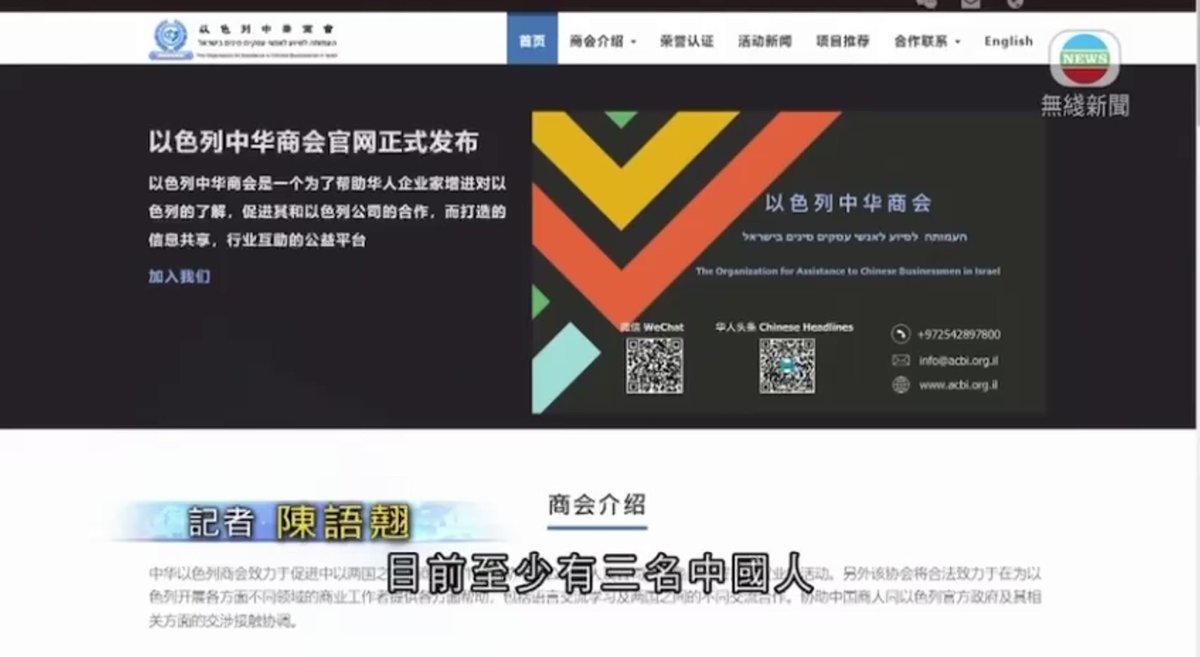 以色列中华商会
העמותה לסיוע לאנשי עסקים סינים בישראל
The Organization for Assistance to Chinese Businessmen in Israel
首页 商会介绍 荣誉认证 活动新闻 项目推荐 合作联系 English
NEWS
無綫新聞
以色列中华商会官网正式发布
以色列中华商会是一个为了帮助华人企业家增进对以
色列的了解，促进其和以色列公司的合作，而打造的
信息共享，行业互助的公益平台
加入我们
以色列中华商会
העמותה לסיוע לאנשי עסקים סינים בישראל
The Organization for Assistance to Chinese Businessmen in Israel
微信 WeChat
华人头条 Chinese Headlines
+972542897800
info@acbi.org.il
www.acbi.org.il
商会介绍
記者 陳語翹
目前至少有三名中國人
中华以色列商会致力于促进中以两国之 活动。另外该协会将合法致力于在为以
色列开展各方面不同领域的商业工作者提供各方面帮助，包括语言交流学习及两国之间的不同交流合作。协助中国商人同以色列官方政府及其相
关方面的交涉接触协调。